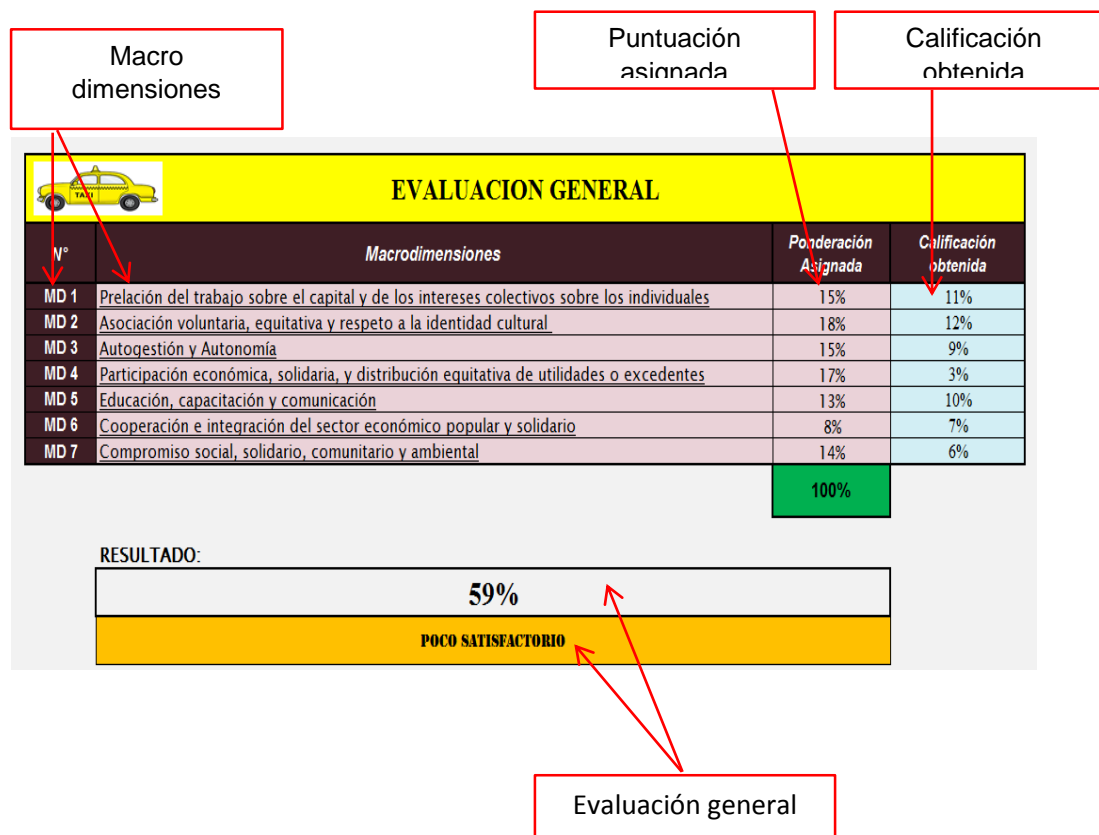 Macro
dimensiones
Puntuación
asignada
Calificación
obtenida
TAXI
EVALUACION GENERAL
N° Macrodimensiones Ponderación Asignada Calificación obtenida
MD 1 Prelación del trabajo sobre el capital y de los intereses colectivos sobre los individuales 15% 11%
MD 2 Asociación voluntaria, equitativa y respeto a la identidad cultural 18% 12%
MD 3 Autogestión y Autonomía 15% 9%
MD 4 Participación económica, solidaria, y distribución equitativa de utilidades o excedentes 17% 3%
MD 5 Educación, capacitación y comunicación 13% 10%
MD 6 Cooperación e integración del sector económico popular y solidario 8% 7%
MD 7 Compromiso social, solidario, comunitario y ambiental 14% 6%
100%
RESULTADO:
59%
POCO SATISFACTORIO
Evaluación general